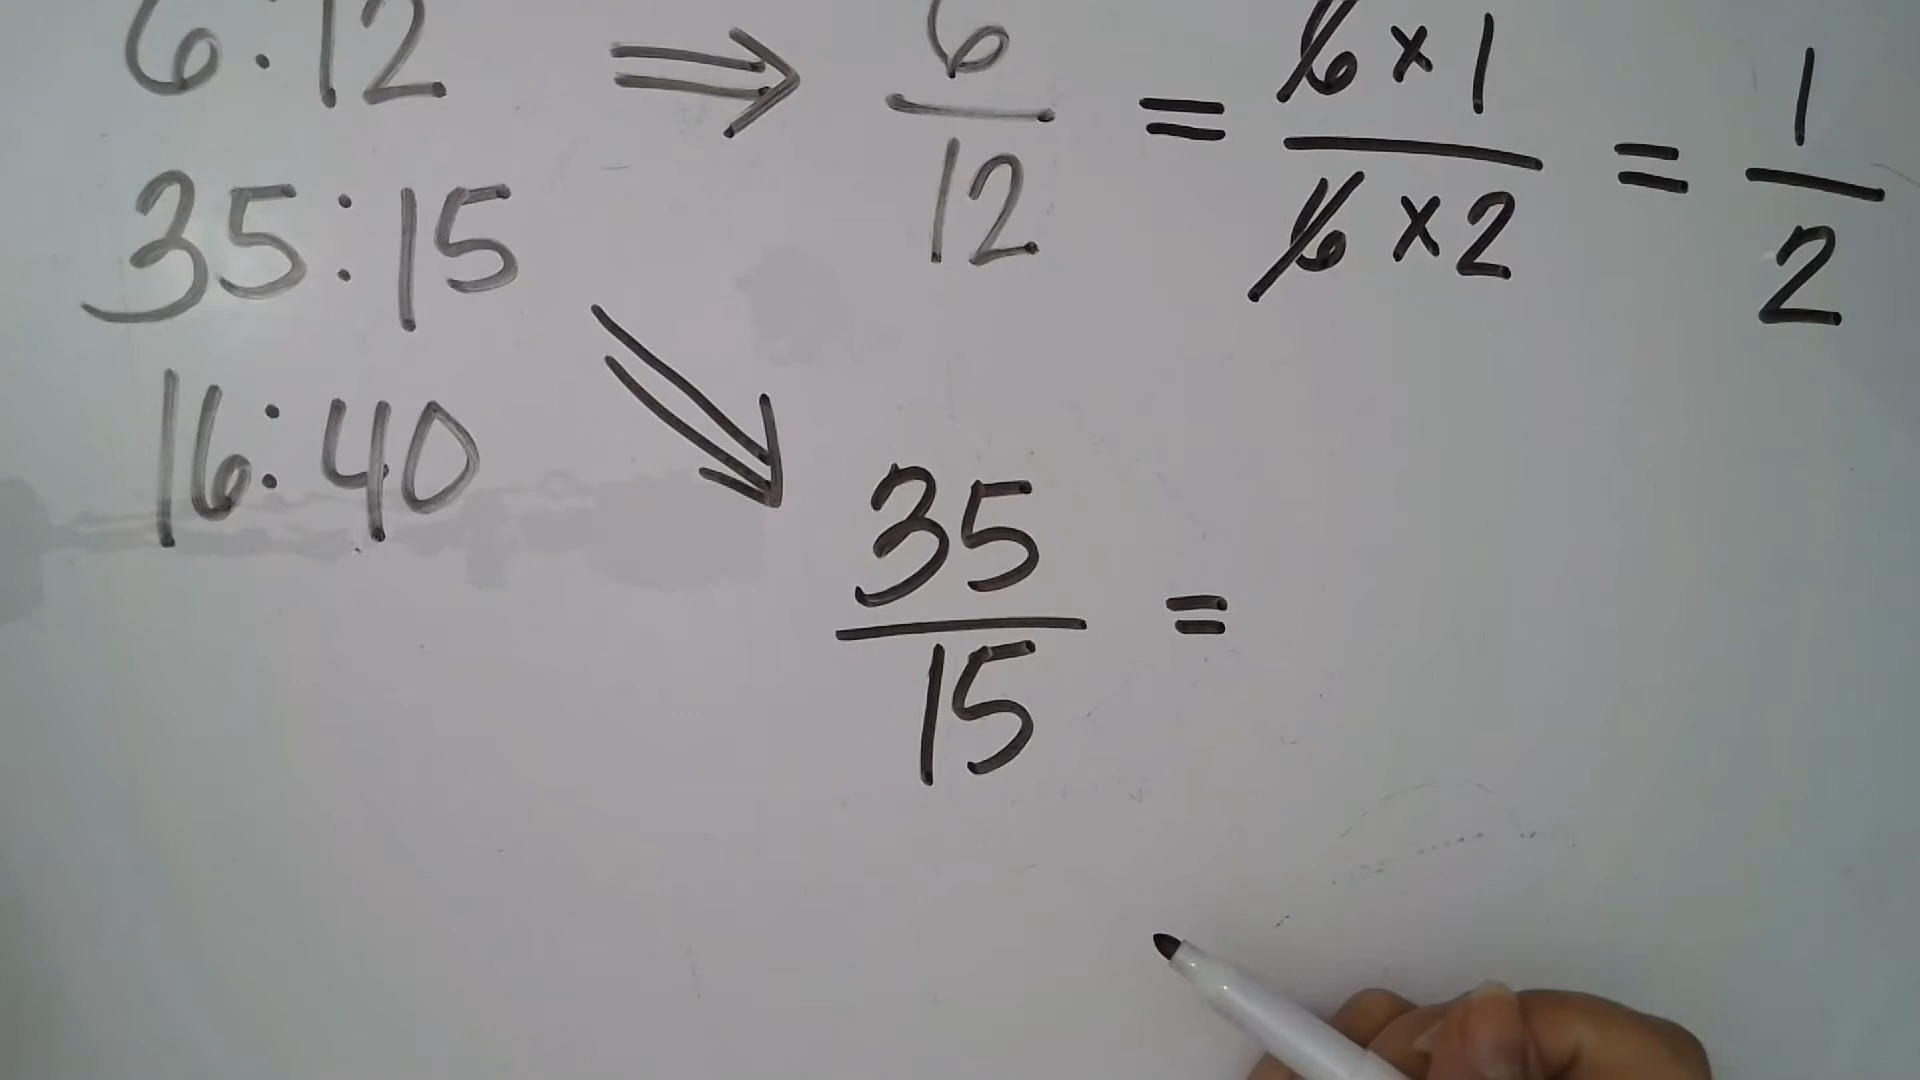 6:12 ⇒ 6/12 = 6×1/6×2 = 1/2
35:15
16:40
35/15 =